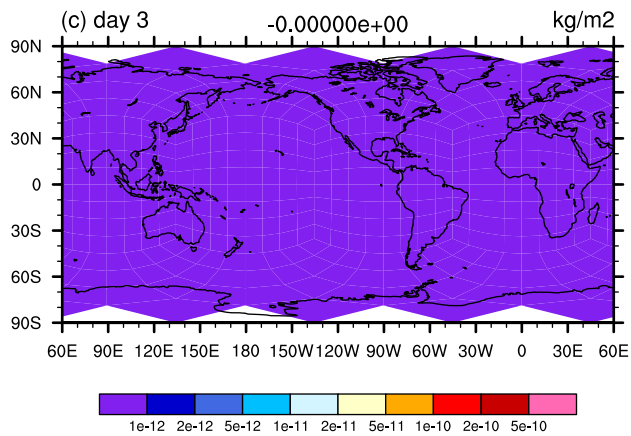 (c) day 3 -0.00000e+00 kg/m2
90N
60N
30N
0
30S
60S
90S
60E 90E 120E 150E 180 150W 120W 90W 60W 30W 0 30E 60E
1e-12 2e-12 5e-12 1e-11 2e-11 5e-11 1e-10 2e-10 5e-10